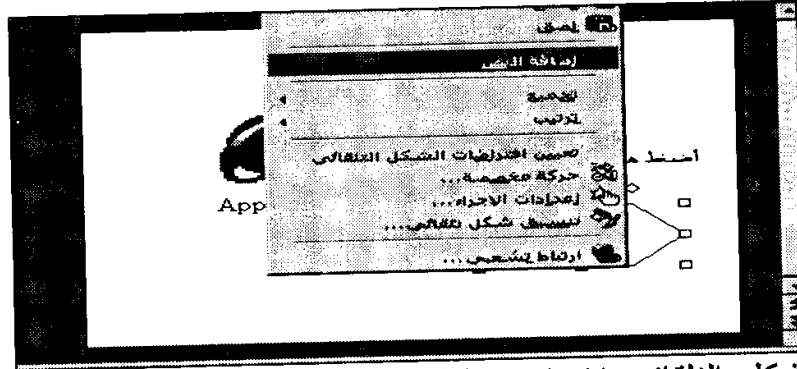 لصق
إضافة النص
تجميع
ترتيب
تعيين افتراضيات الشكل التلقائي
أضغط
حركة مخصصة...
إعدادات الاجراء...
App
تنسيق شكل تلقائي...
ارتباط تشعبي...